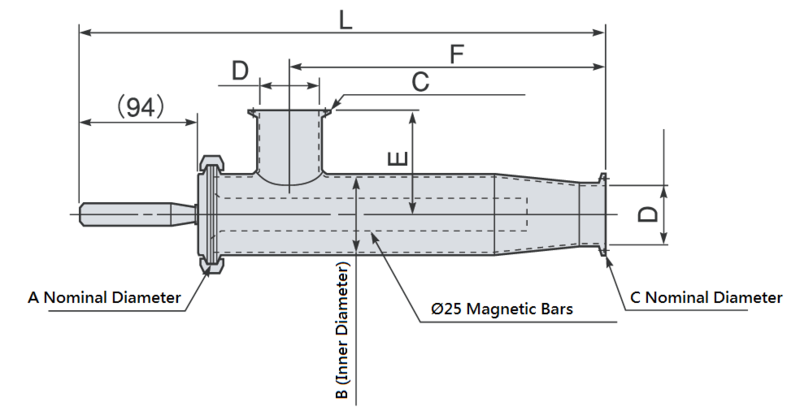 L
F
D
C
(94)
E
D
A Nominal Diameter
B (Inner Diameter)
Ø25 Magnetic Bars
C Nominal Diameter